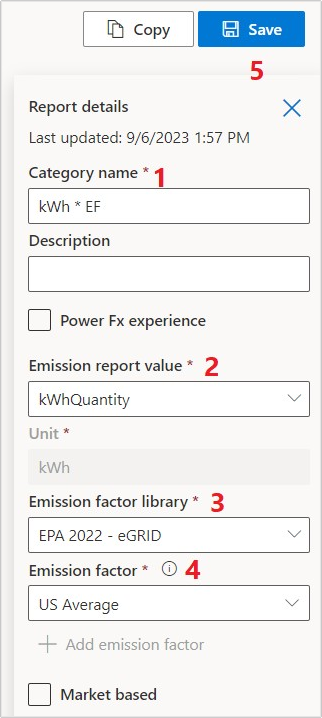 Copy
Save
5
Report details
Last updated: 9/6/2023 1:57 PM
Category name * 1
kWh * EF
Description
Power Fx experience
Emission report value * 2
kWhQuantity
Unit *
kWh
Emission factor library * 3
EPA 2022 - eGRID
Emission factor * 4
US Average
Add emission factor
Market based